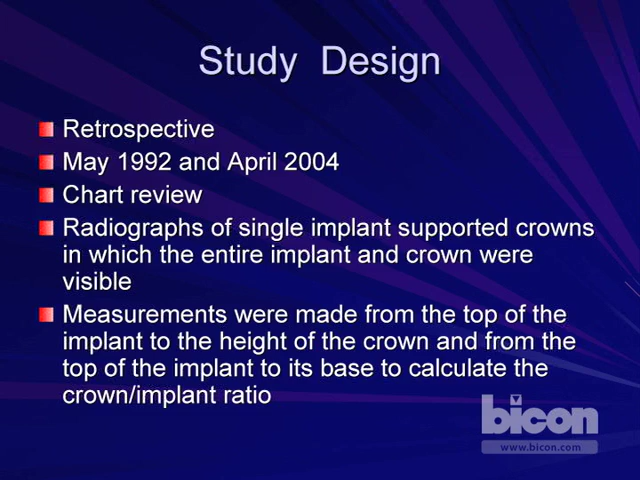 Study Design
Retrospective
May 1992 and April 2004
Chart review
Radiographs of single implant supported crowns
in which the entire implant and crown were
visible
Measurements were made from the top of the
implant to the height of the crown and from the
top of the implant to its base to calculate the
crown/implant ratio
bicon
www.bicon.com